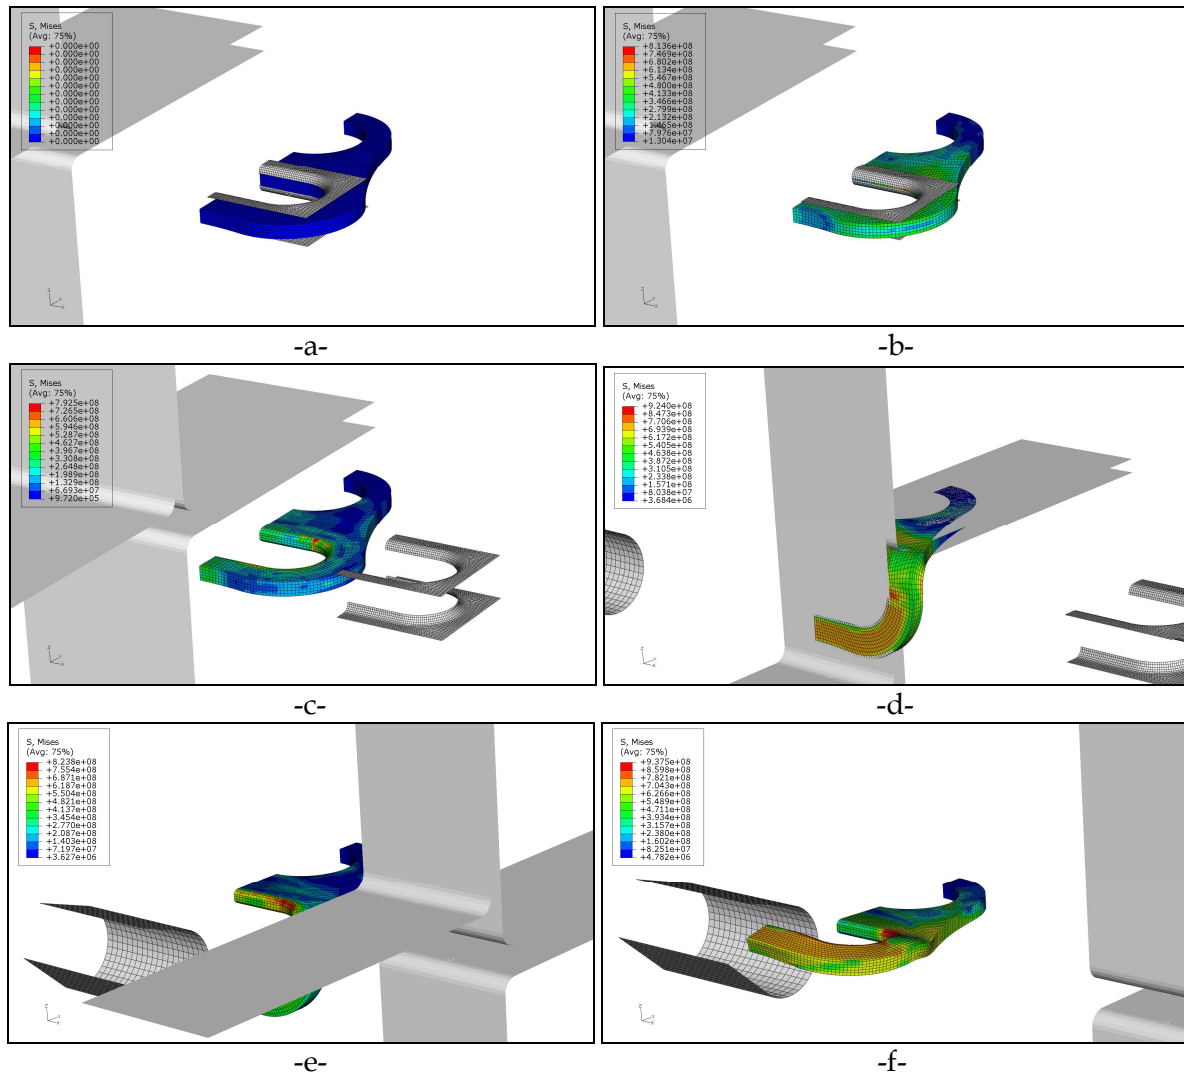 S, Mises
(Avg: 75%)
+0.000e+00
+0.000e+00
+0.000e+00
+0.000e+00
+0.000e+00
+0.000e+00
+0.000e+00
+0.000e+00
+0.000e+00
+0.000e+00
+0.000e+00
+0.000e+00
+0.000e+00
Z
Y
X
-a-
S, Mises
(Avg: 75%)
+8.136e+08
+7.469e+08
+6.802e+08
+6.134e+08
+5.467e+08
+4.800e+08
+4.133e+08
+3.466e+08
+2.799e+08
+2.132e+08
+1.465e+08
+7.976e+07
+1.304e+07
Z
Y
X
-b-
S, Mises
(Avg: 75%)
+7.925e+08
+7.265e+08
+6.606e+08
+5.946e+08
+5.287e+08
+4.627e+08
+3.967e+08
+3.308e+08
+2.648e+08
+1.989e+08
+1.329e+08
+6.693e+07
+9.720e+05
Z
Y
X
-c-
S, Mises
(Avg: 75%)
+9.240e+08
+8.473e+08
+7.706e+08
+6.939e+08
+6.172e+08
+5.405e+08
+4.638e+08
+3.872e+08
+3.105e+08
+2.338e+08
+1.571e+08
+8.038e+07
+3.684e+06
Z
Y
X
-d-
S, Mises
(Avg: 75%)
+8.238e+08
+7.554e+08
+6.871e+08
+6.187e+08
+5.504e+08
+4.821e+08
+4.137e+08
+3.454e+08
+2.770e+08
+2.087e+08
+1.403e+08
+7.197e+07
+3.627e+06
Z
Y
X
-e-
S, Mises
(Avg: 75%)
+9.375e+08
+8.598e+08
+7.821e+08
+7.043e+08
+6.266e+08
+5.489e+08
+4.711e+08
+3.934e+08
+3.157e+08
+2.380e+08
+1.602e+08
+8.251e+07
+4.782e+06
Z
Y
X
-f-